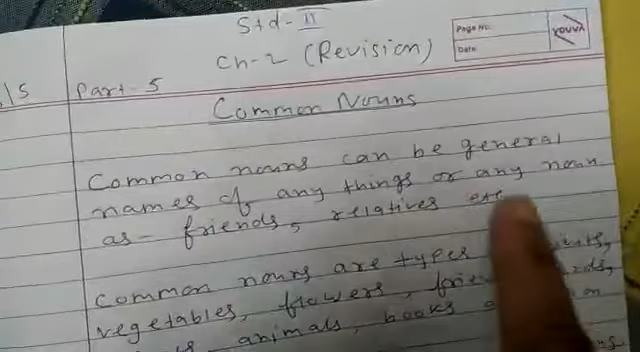 Std - II
Ch-2 (Revision)
Page No.
Date
YOUVA
Part - 5
Common Nouns
Common nouns can be general
names of any things or any noun
as - friends, relatives etc
Common nouns are types
vegetables, flowers,
animals, books